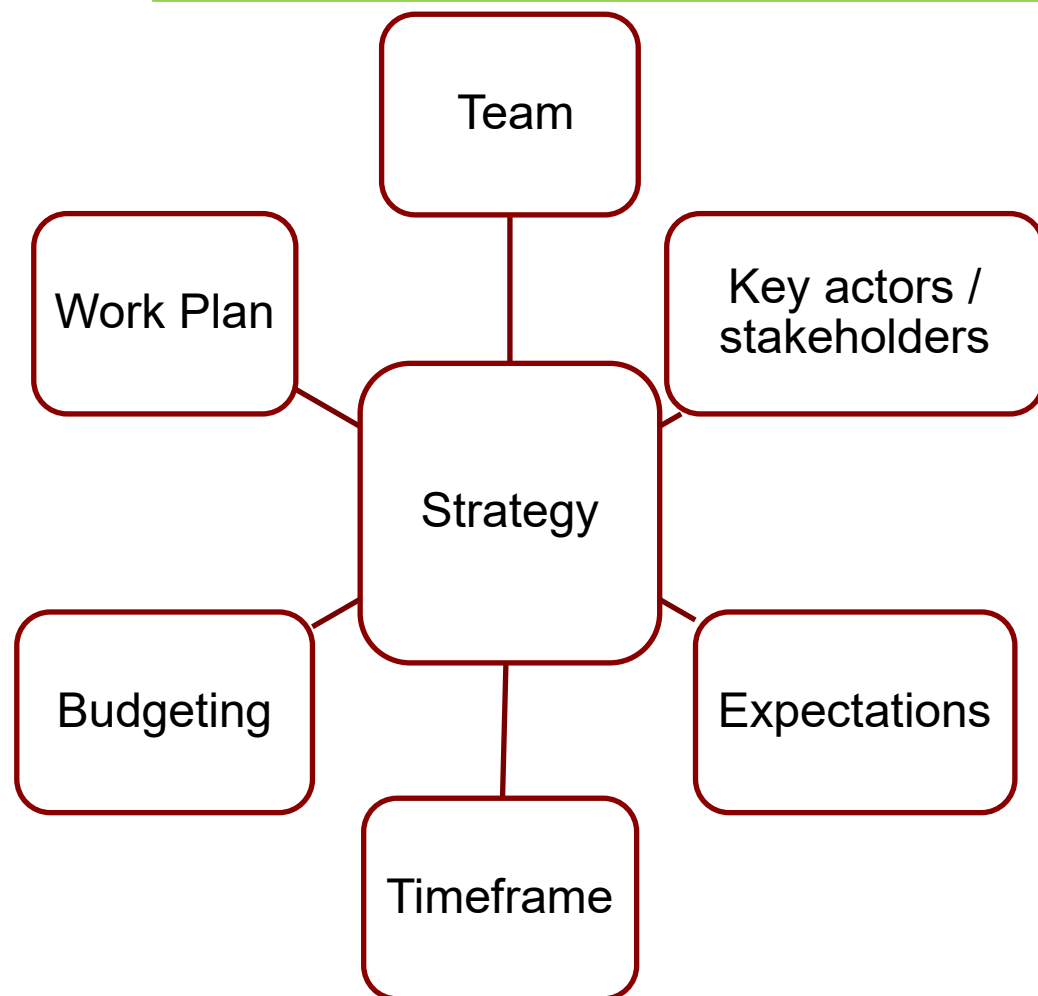 Team
Work Plan
Key actors /
stakeholders
Strategy
Budgeting
Expectations
Timeframe